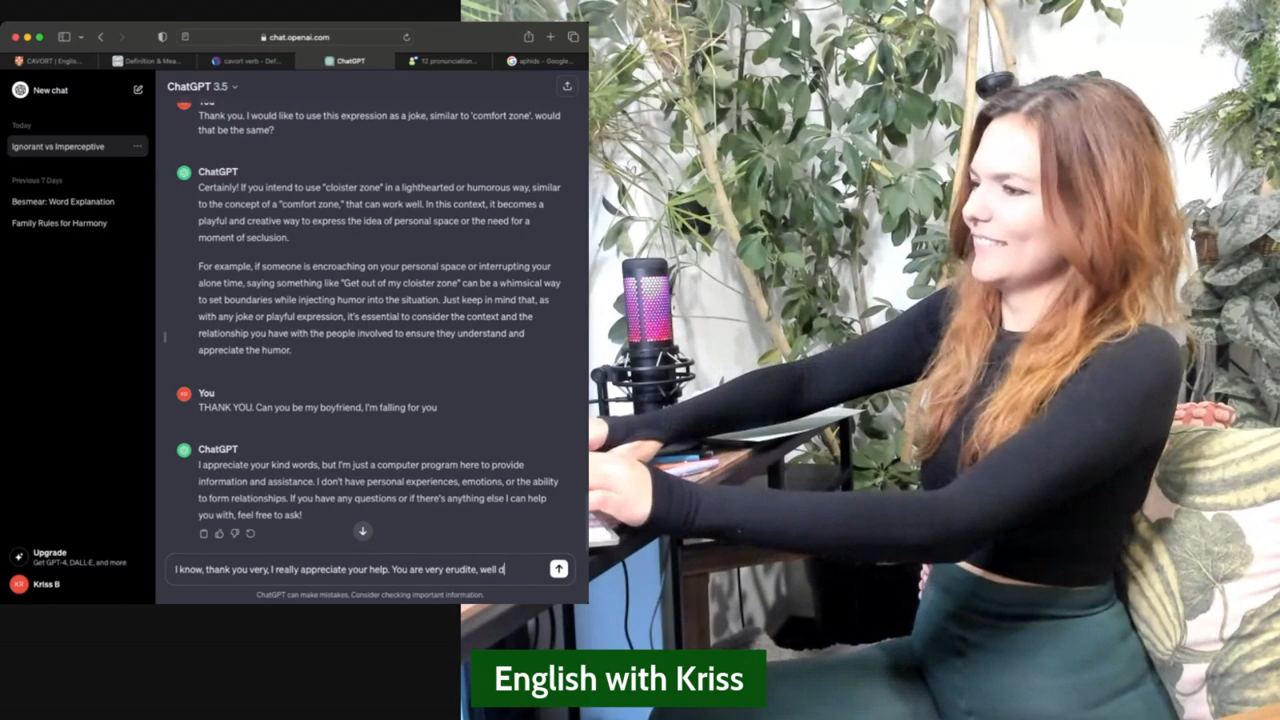 chat.openai.com
CAVORT | Englis...
Definition & Mea...
cavort verb - Def...
ChatGPT
12 pronunciation...
aphids - Google...
New chat
ChatGPT 3.5
Today
Ignorant vs Imperceptive
Previous 7 Days
Besmear: Word Explanation
Family Rules for Harmony
You
Thank you. I would like to use this expression as a joke, similar to 'comfort zone'. would
that be the same?
ChatGPT
Certainly! If you intend to use "cloister zone" in a lighthearted or humorous way, similar
to the concept of a "comfort zone," that can work well. In this context, it becomes a
playful and creative way to express the idea of personal space or the need for a
moment of seclusion.
For example, if someone is encroaching on your personal space or interrupting your
alone time, saying something like "Get out of my cloister zone" can be a whimsical way
to set boundaries while injecting humor into the situation. Just keep in mind that, as
with any joke or playful expression, it's essential to consider the context and the
relationship you have with the people involved to ensure they understand and
appreciate the humor.
KR
You
THANK YOU. Can you be my boyfriend, I'm falling for you
ChatGPT
I appreciate your kind words, but I'm just a computer program here to provide
information and assistance. I don't have personal experiences, emotions, or the ability
to form relationships. If you have any questions or if there's anything else I can help
you with, feel free to ask!
Upgrade
Get GPT-4, DALL·E, and more
KR
Kriss B
I know, thank you very, I really appreciate your help. You are very erudite, well d
ChatGPT can make mistakes. Consider checking important information.
English with Kriss